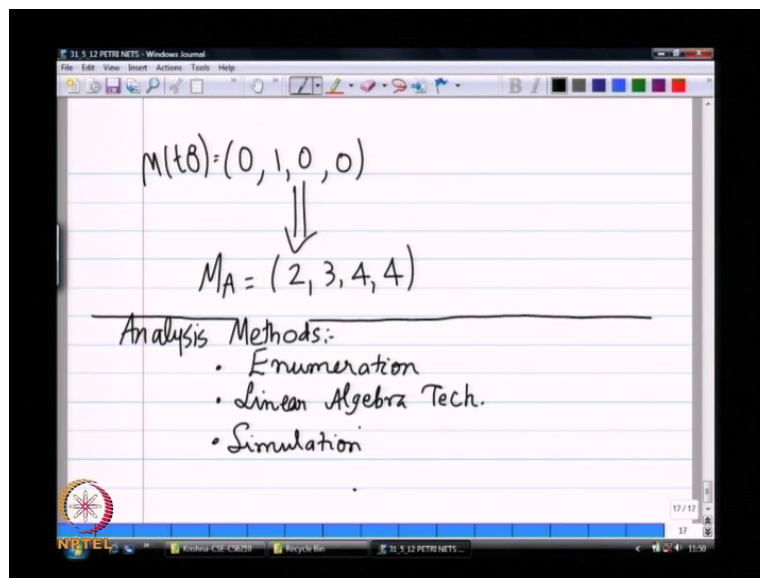 31_5_12 PETRI NETS - Windows Journal
File Edit View Insert Actions Tools Help
B I
M(t8)=(0, 1, 0, 0)
MA = (2, 3, 4, 4)
Analysis Methods:-
• Enumeration
• Linear Algebra Tech.
• Simulation
17 / 17
17
NPTEL
Krishna-CSE-CS6210 Recycle Bin 31_5_12 PETRI NETS ... 11:50